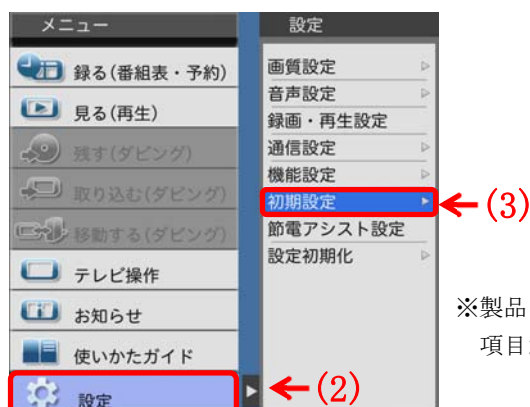 メニュー
録る(番組表・予約)
見る(再生)
残す(ダビング)
取り込む(ダビング)
移動する(ダビング)
テレビ操作
お知らせ
使いかたガイド
設定
設定
画質設定
音声設定
録画・再生設定
通信設定
機能設定
初期設定
節電アシスト設定
設定初期化
←(3)
←(2)
※製品
項目